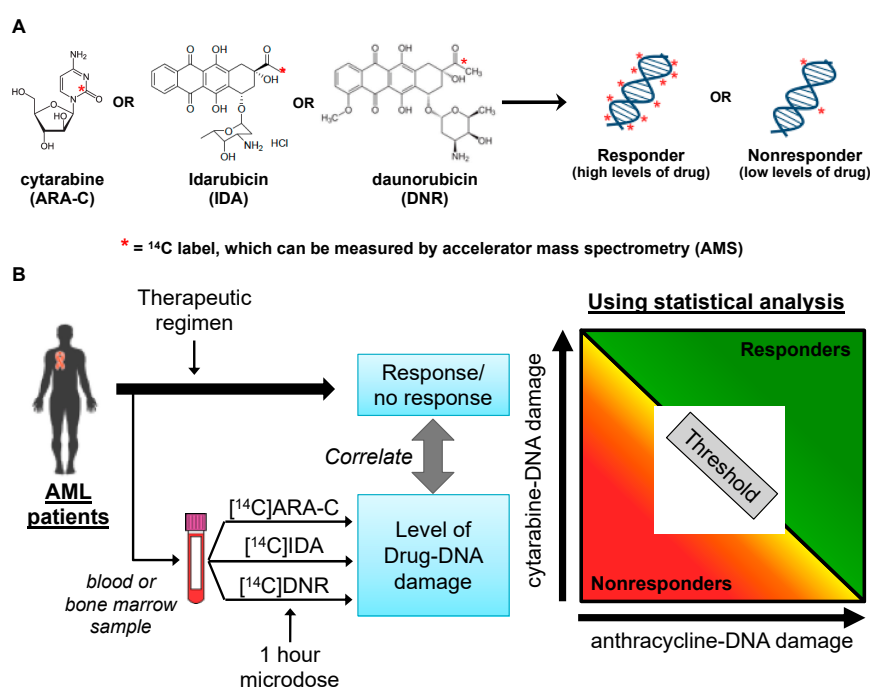 A
NH₂
N
N
O
HO
O
HO
OH
OR
cytarabine
(ARA-C)
O
OH
O
OH
O
OH
O
O
NH₂
OH
HCl
Idarubicin
(IDA)
OR
O
OH
O
CH₃
OH
O
O
OH
O
CH₃
O
OH
NH₂
daunorubicin
(DNR)
Responder
(high levels of drug)
OR
Nonresponder
(low levels of drug)
* = ¹⁴C label, which can be measured by accelerator mass spectrometry (AMS)
B
AML
patients
Therapeutic
regimen
Response/
no response
Correlate
blood or
bone marrow
sample
[¹⁴C]ARA-C
[¹⁴C]IDA
[¹⁴C]DNR
1 hour
microdose
Level of
Drug-DNA
damage
Using statistical analysis
cytarabine-DNA damage
Responders
Threshold
Nonresponders
anthracycline-DNA damage